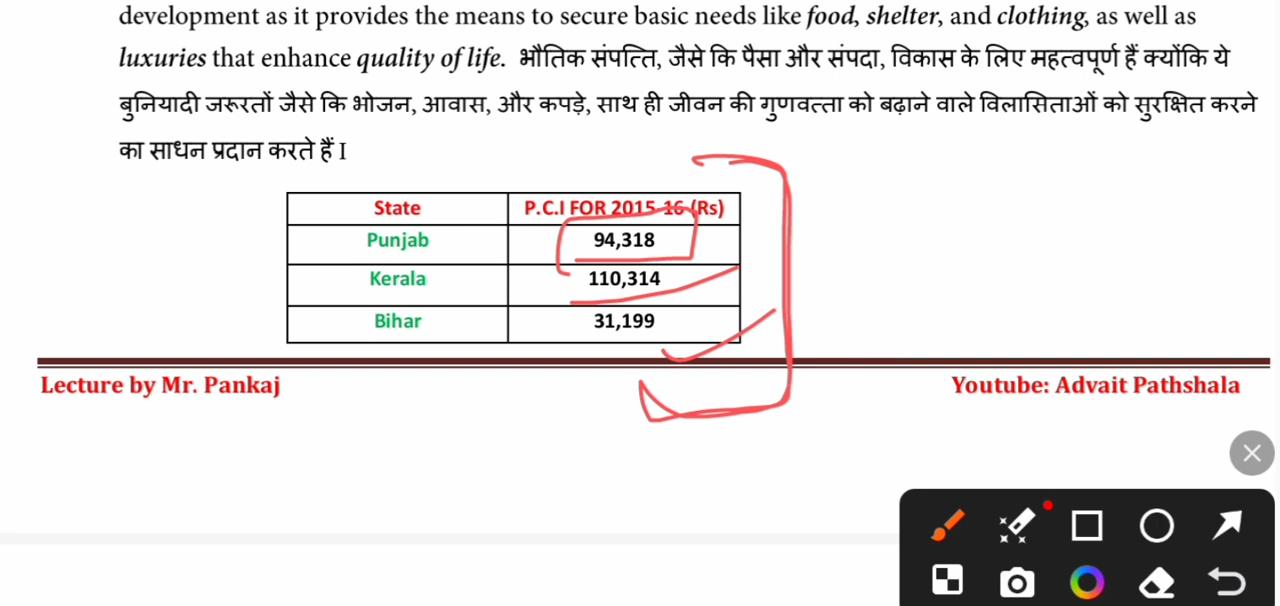 development as it provides the means to secure basic needs like food, shelter, and clothing, as well as
luxuries that enhance quality of life. भौतिक संपत्ति, जैसे कि पैसा और संपदा, विकास के लिए महत्वपूर्ण हैं क्योंकि ये
बुनियादी जरूरतों जैसे कि भोजन, आवास, और कपड़े, साथ ही जीवन की गुणवत्ता को बढ़ाने वाले विलासिताओं को सुरक्षित करने
का साधन प्रदान करते हैं I
State P.C.I FOR 2015-16 (Rs)
Punjab 94,318
Kerala 110,314
Bihar 31,199
Lecture by Mr. Pankaj Youtube: Advait Pathshala